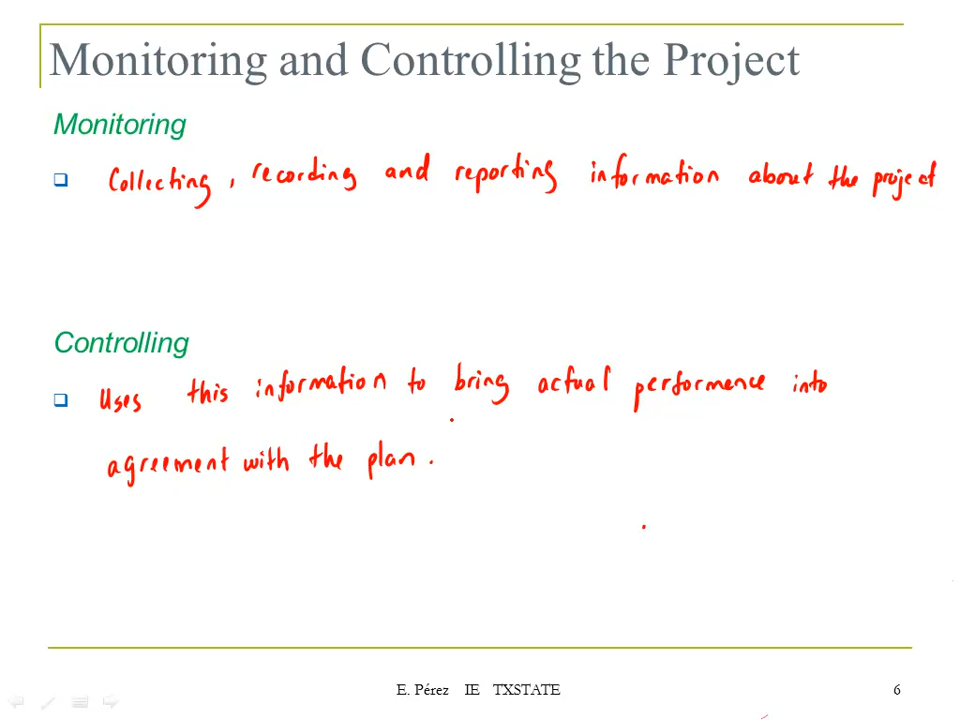 Monitoring and Controlling the Project
Monitoring
Collecting, recording and reporting information about the project
Controlling
Uses this information to bring actual performence into
agreement with the plan.
E. Pérez IE TXSTATE 6